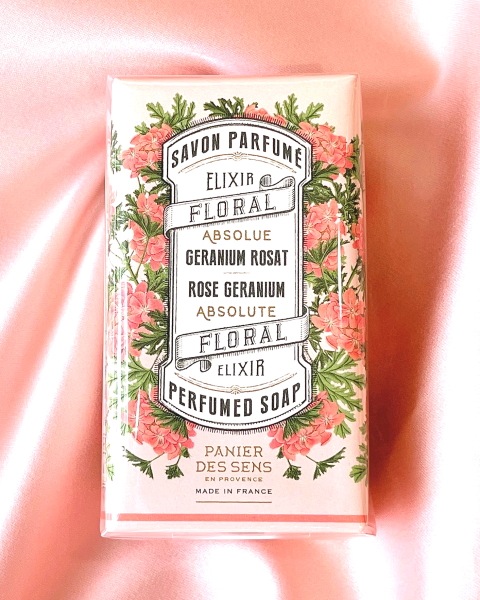 SAVON PARFUMÉ
ELIXIR
FLORAL
ABSOLUE
GERANIUM ROSAT
ROSE GERANIUM
ABSOLUTE
FLORAL
ELIXIR
PERFUMED SOAP
PANIER
DES SENS
EN PROVENCE
MADE IN FRANCE